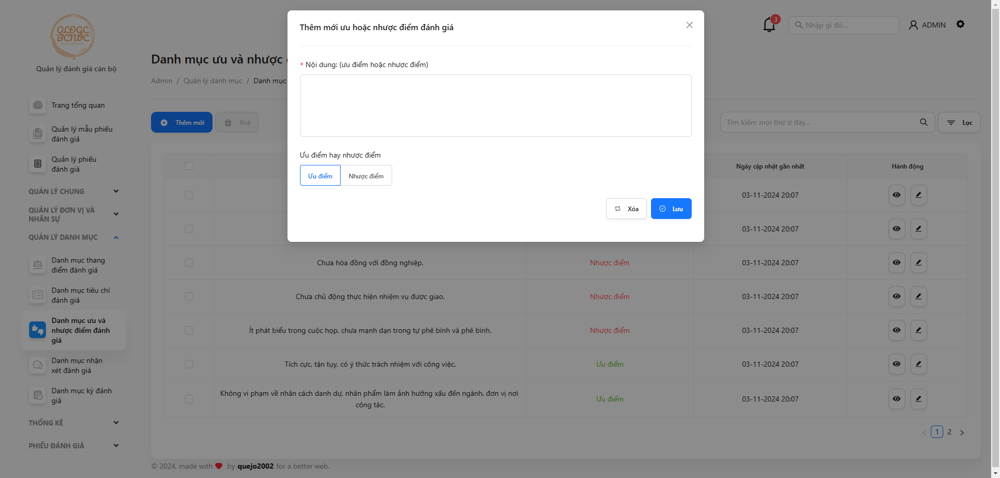 QLĐGC
BCNVC
Quản lý đánh giá cán bộ
Trang tổng quan
Quản lý mẫu phiếu
đánh giá
Quản lý phiếu
đánh giá
QUẢN LÝ CHUNG
QUẢN LÝ ĐƠN VỊ VÀ
NHÂN SỰ
QUẢN LÝ DANH MỤC
Danh mục thang
điểm đánh giá
Danh mục tiêu chí
đánh giá
Danh mục ưu và
nhược điểm đánh
giá
Danh mục nhận
xét đánh giá
Danh mục kỳ đánh
giá
THỐNG KÊ
PHIẾU ĐÁNH GIÁ
3
Nhập gì đó...
ADMIN
Danh mục ưu và nhược
Admin / Quản lý danh mục / Danh mục
Thêm mới
Xoá
Tìm kiếm mọi thứ ở đây...
Lọc
Thêm mới ưu hoặc nhược điểm đánh giá
* Nội dung: (ưu điểm hoặc nhược điểm)
Ưu điểm hay nhược điểm
Ưu điểm
Nhược điểm
Xóa
Lưu
Ngày cập nhật gần nhất
Hành động
03-11-2024 20:07
03-11-2024 20:07
Chưa hòa đồng với đồng nghiệp. Nhược điểm 03-11-2024 20:07
Chưa chủ động thực hiện nhiệm vụ được giao. Nhược điểm 03-11-2024 20:07
Ít phát biểu trong cuộc họp, chưa mạnh dạn trong tự phê bình và phê bình. Nhược điểm 03-11-2024 20:07
Tích cực, tận tụy, có ý thức trách nhiệm với công việc. Ưu điểm 03-11-2024 20:07
Không vi phạm về nhân cách danh dự, nhân phẩm làm ảnh hưởng xấu đến ngành, đơn vị nơi
công tác.
Ưu điểm 03-11-2024 20:07
1 2
© 2024, made with by quejo2002 for a better web.